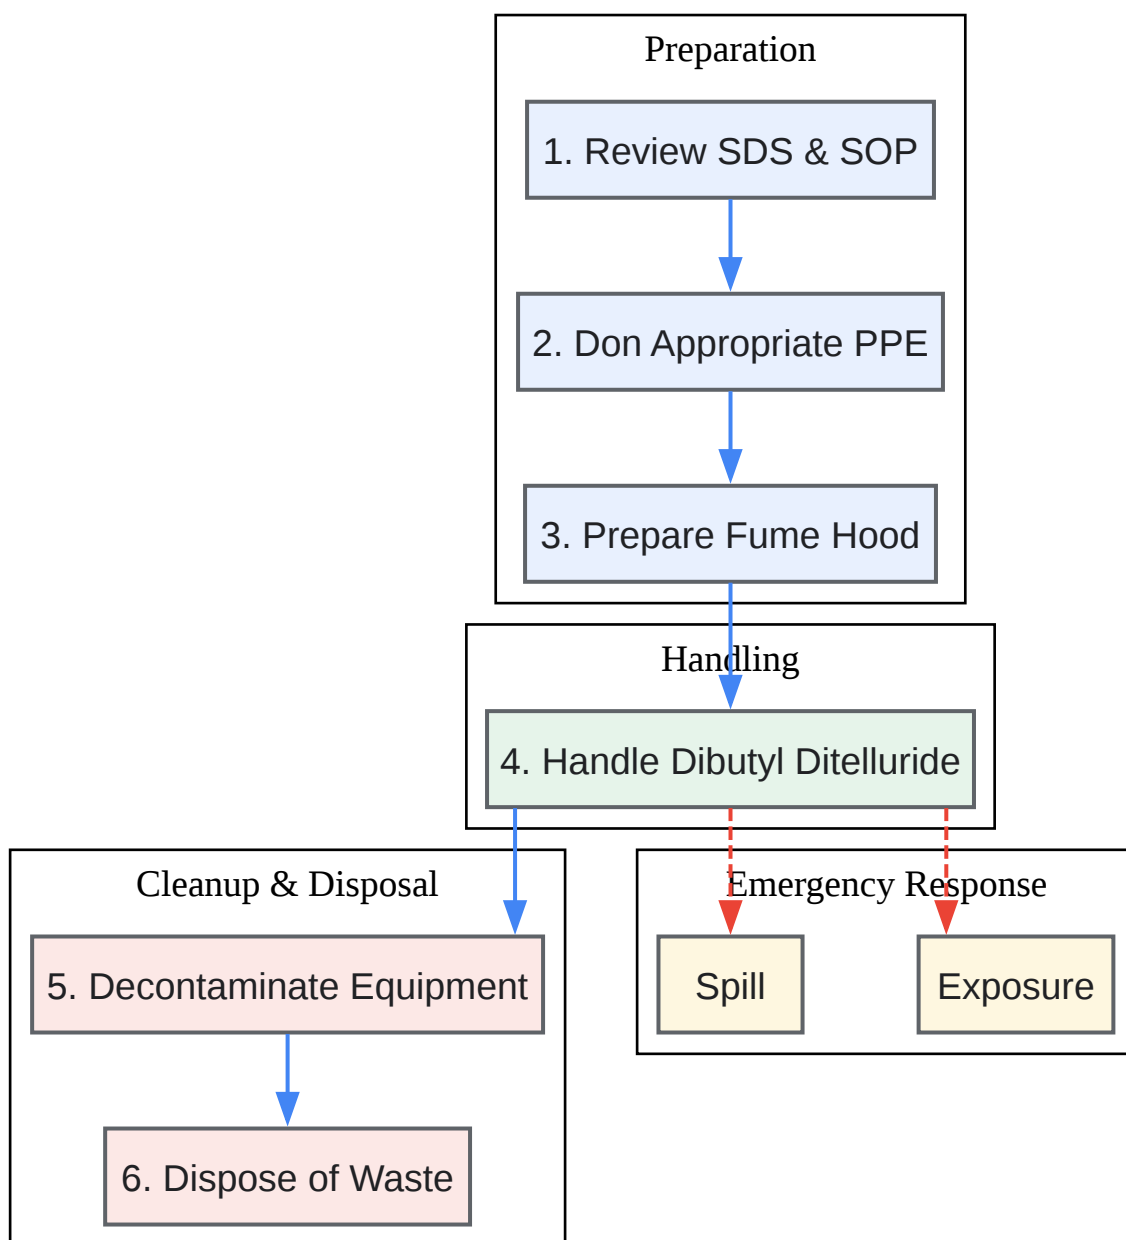 Preparation
1. Review SDS & SOP
2. Don Appropriate PPE
3. Prepare Fume Hood
Handling
4. Handle Dibutyl Ditelluride
Cleanup & Disposal
5. Decontaminate Equipment
6. Dispose of Waste
Emergency Response
Spill
Exposure